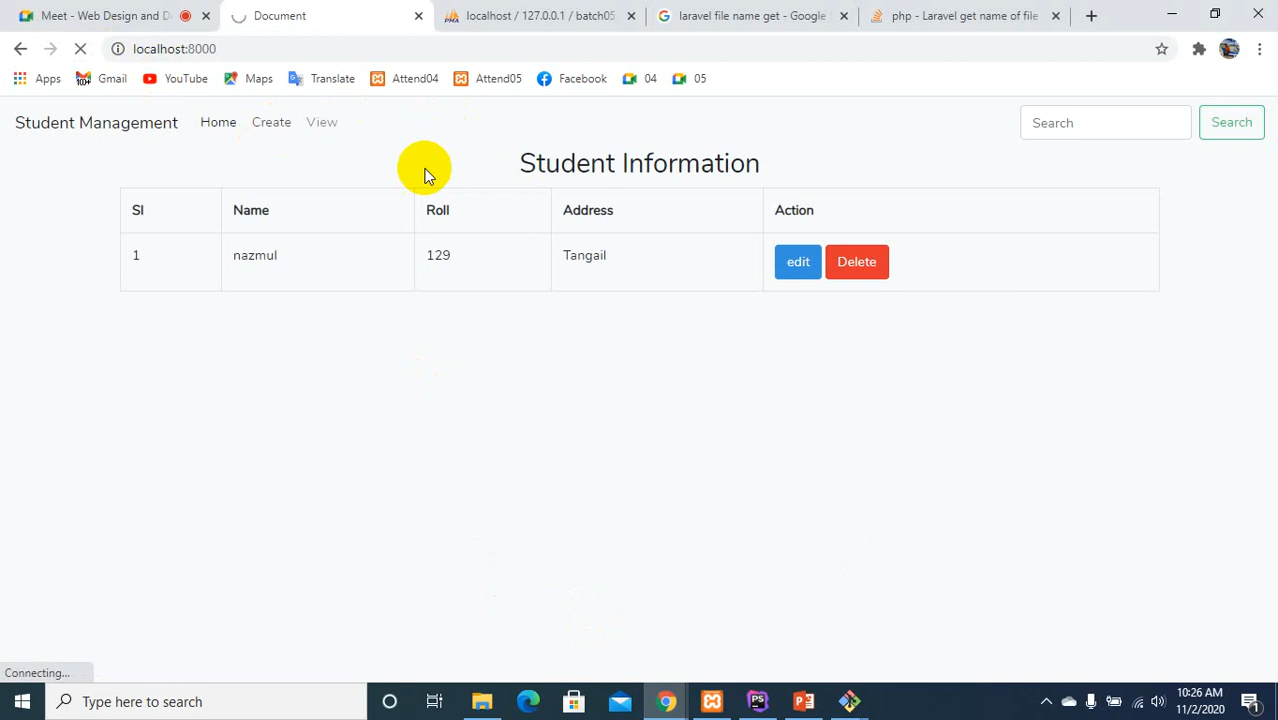 Meet - Web Design and D
Document
localhost / 127.0.0.1 / batch05
laravel file name get - Google
php - Laravel get name of file
localhost:8000
Apps
Gmail
YouTube
Maps
Translate
Attend04
Attend05
Facebook
04
05
Student Management
Home
Create
View
Search
Search
Student Information
Sl
Name
Roll
Address
Action
1
nazmul
129
Tangail
edit
Delete
Connecting...
Type here to search
10:26 AM
11/2/2020